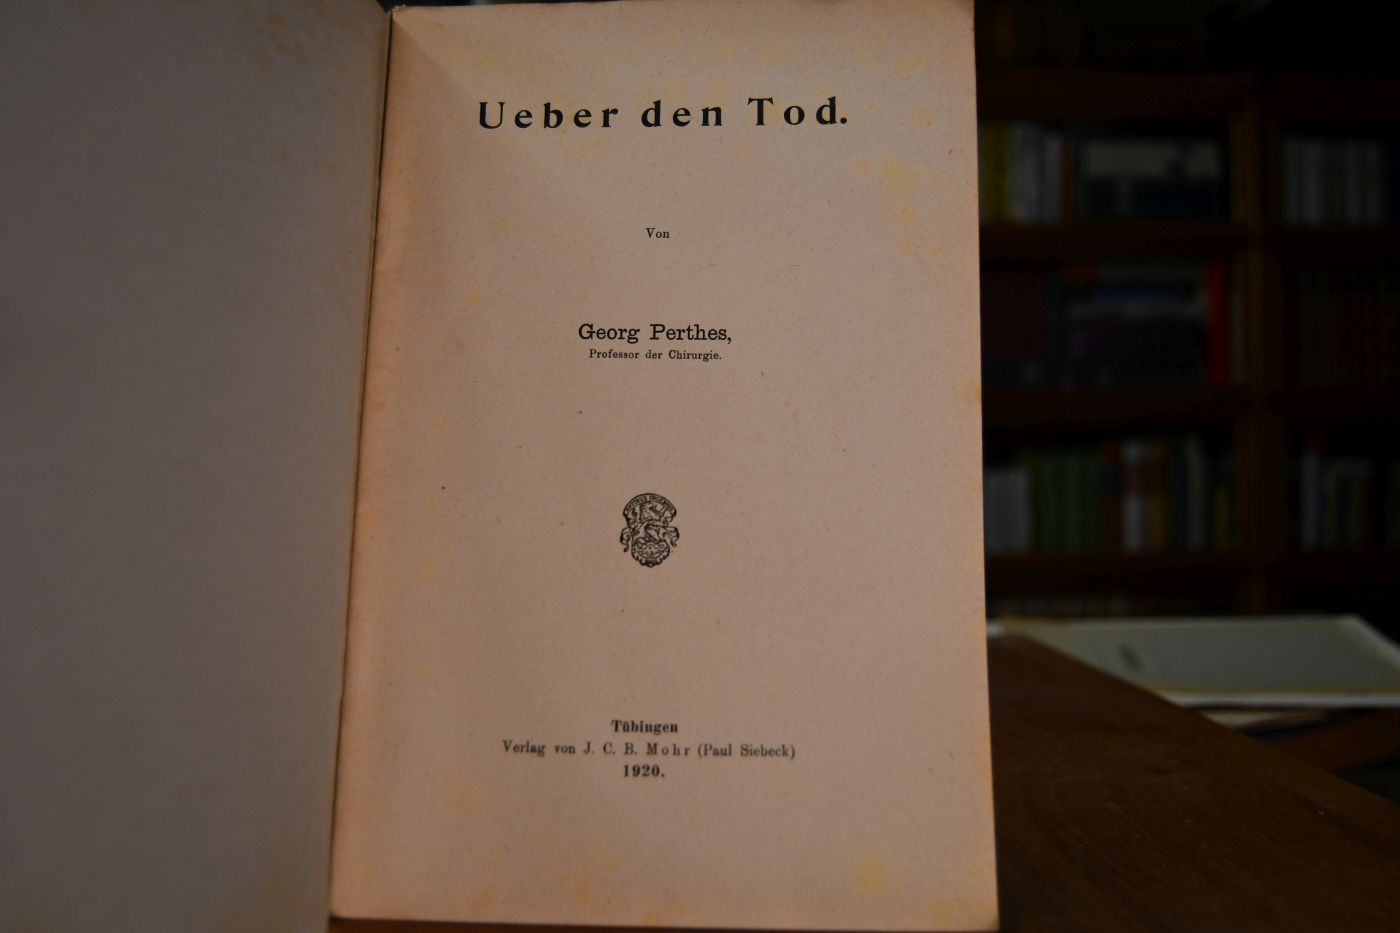 Ueber den Tod.
Von
Georg Perthes,
Professor der Chirurgie.
Tübingen
Verlag von J. C. B. Mohr (Paul Siebeck)
1920.